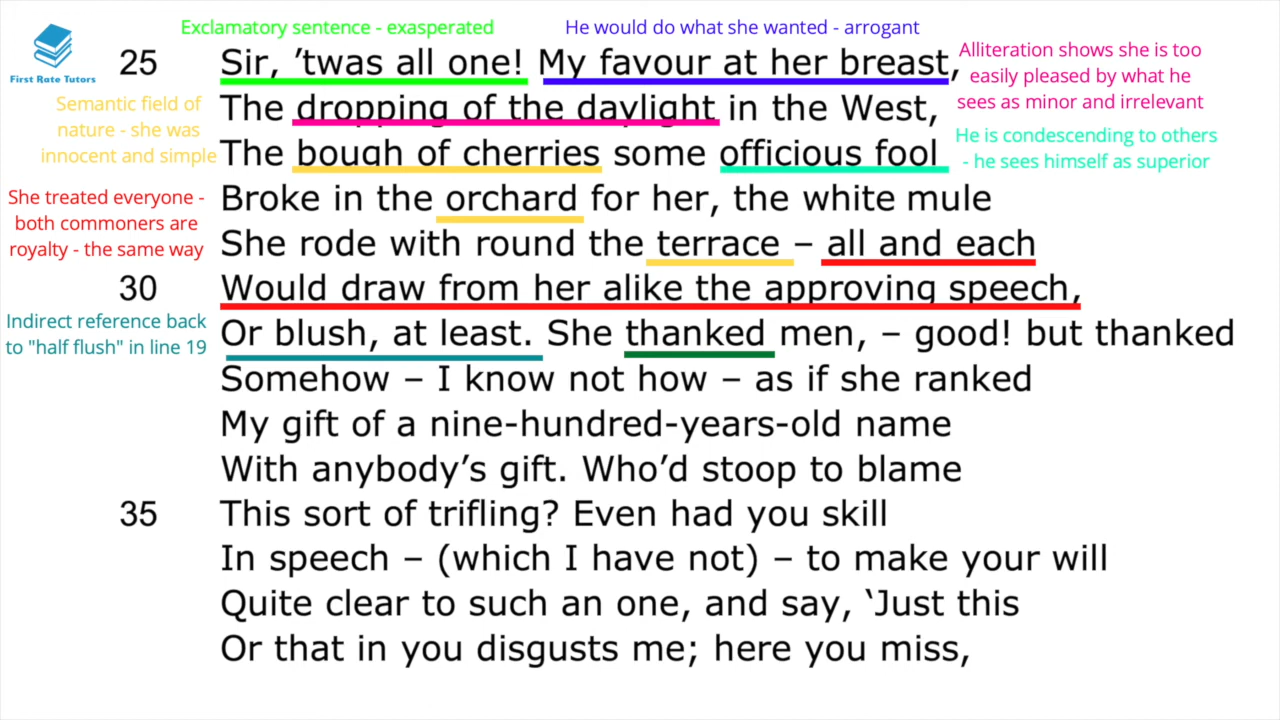 Exclamatory sentence - exasperated
He would do what she wanted - arrogant
First Rate Tutors
25 Sir, ’twas all one! My favour at her breast,
Alliteration shows she is too
easily pleased by what he
sees as minor and irrelevant
Semantic field of
nature - she was
innocent and simple
The dropping of the daylight in the West,
He is condescending to others
- he sees himself as superior
The bough of cherries some officious fool
She treated everyone -
both commoners are
royalty - the same way
Broke in the orchard for her, the white mule
She rode with round the terrace – all and each
30 Would draw from her alike the approving speech,
Indirect reference back
to "half flush" in line 19
Or blush, at least. She thanked men, – good! but thanked
Somehow – I know not how – as if she ranked
My gift of a nine-hundred-years-old name
With anybody’s gift. Who’d stoop to blame
35 This sort of trifling? Even had you skill
In speech – (which I have not) – to make your will
Quite clear to such an one, and say, ‘Just this
Or that in you disgusts me; here you miss,